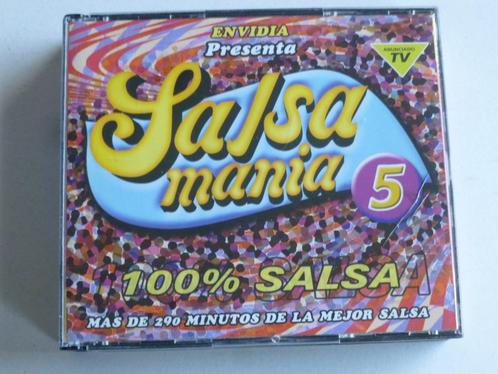 ENVIDIA
Presenta
ANUNCIADO
TV
Salsa
mania
5
100% SALSA
MAS DE 290 MINUTOS DE LA MEJOR SALSA